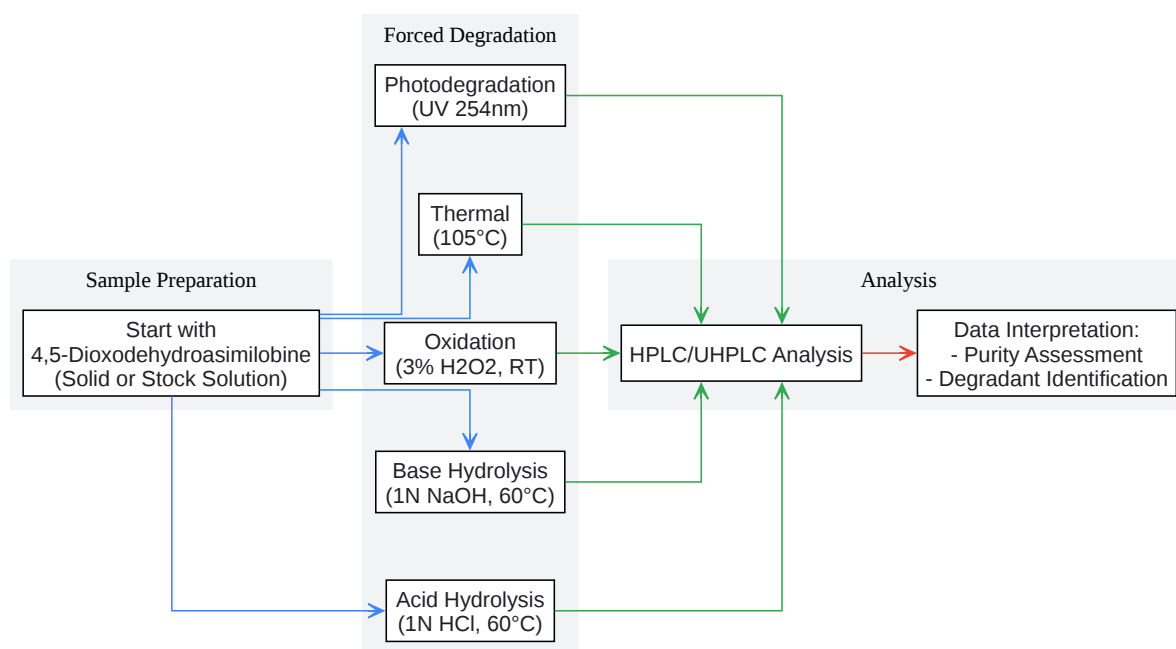 Forced Degradation
Photodegradation
(UV 254nm)
Thermal
(105°C)
Sample Preparation
Start with
4,5-Dioxodehydroasimilobine
(Solid or Stock Solution)
Oxidation
(3% H2O2, RT)
Base Hydrolysis
(1N NaOH, 60°C)
Acid Hydrolysis
(1N HCl, 60°C)
Analysis
HPLC/UHPLC Analysis
Data Interpretation:
- Purity Assessment
- Degradant Identification